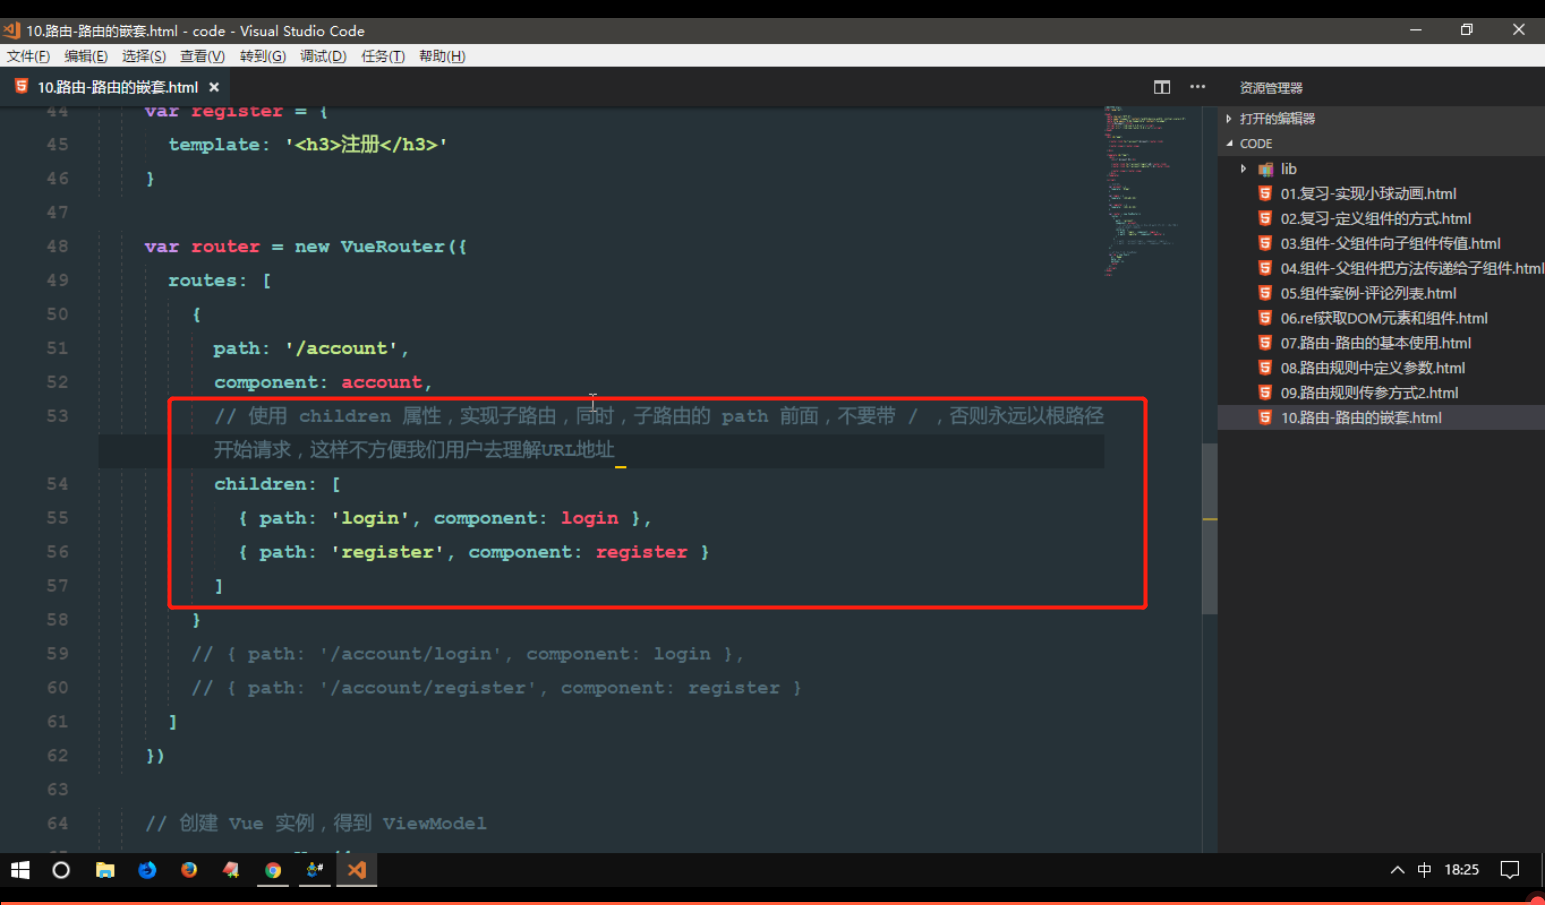 10.路由-路由的嵌套.html - code - Visual Studio Code
文件(F) 编辑(E) 选择(S) 查看(V) 转到(G) 调试(D) 任务(T) 帮助(H)
10.路由-路由的嵌套.html
44 var register = {
45 template: '<h3>注册</h3>'
46 }
47
48 var router = new VueRouter({
49 routes: [
50 {
51 path: '/account',
52 component: account,
53 // 使用 children 属性，实现子路由，同时，子路由的 path 前面，不要带 / ，否则永远以根路径
开始请求，这样不方便我们用户去理解URL地址
54 children: [
55 { path: 'login', component: login },
56 { path: 'register', component: register }
57 ]
58 }
59 // { path: '/account/login', component: login },
60 // { path: '/account/register', component: register }
61 ]
62 })
63
64 // 创建 Vue 实例，得到 ViewModel
资源管理器
打开的编辑器
CODE
lib
01.复习-实现小球动画.html
02.复习-定义组件的方式.html
03.组件-父组件向子组件传值.html
04.组件-父组件把方法传递给子组件.html
05.组件案例-评论列表.html
06.ref获取DOM元素和组件.html
07.路由-路由的基本使用.html
08.路由规则中定义参数.html
09.路由规则传参方式2.html
10.路由-路由的嵌套.html
中 18:25